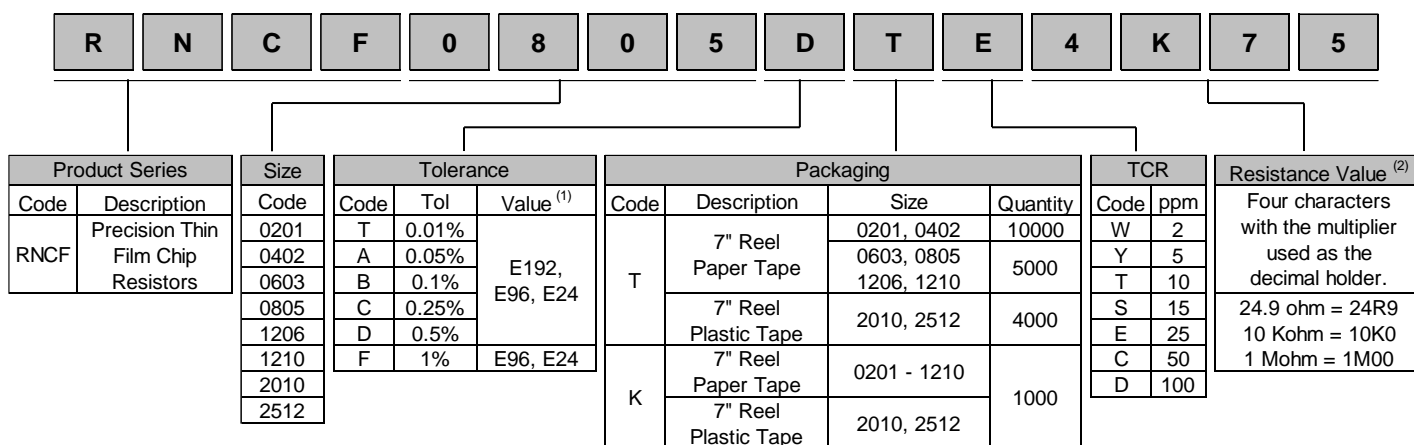 R N C F 0 8 0 5 D T E 4 K 7 5
Product Series
Code Description
RNCF
Precision Thin
Film Chip
Resistors
Size
Code
0201
0402
0603
0805
1206
1210
2010
2512
Tolerance
Code Tol Value (1)
T 0.01%
A 0.05%
B 0.1%
C 0.25%
D 0.5%
E192,
E96, E24
F 1% E96, E24
Packaging
Code Description Size Quantity
T
7" Reel
Paper Tape
0201, 0402 10000
0603, 0805
1206, 1210
5000
7" Reel
Plastic Tape
2010, 2512 4000
K
7" Reel
Paper Tape
0201 - 1210
7" Reel
Plastic Tape
2010, 2512
1000
TCR
Code ppm
W 2
Y 5
T 10
S 15
E 25
C 50
D 100
Resistance Value (2)
Four characters
with the multiplier
used as the
decimal holder.
24.9 ohm = 24R9
10 Kohm = 10K0
1 Mohm = 1M00